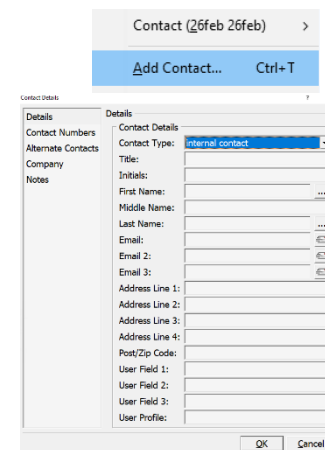 Contact (26feb 26feb) >
Add Contact... Ctrl+T
Contact Details ?
Details
Contact Numbers
Alternate Contacts
Company
Notes
Details
Contact Details
Contact Type: internal contact
Title:
Initials:
First Name: ...
Middle Name:
Last Name: ...
Email:
Email 2:
Email 3:
Address Line 1:
Address Line 2:
Address Line 3:
Address Line 4:
Post/Zip Code:
User Field 1:
User Field 2:
User Field 3:
User Profile:
OK Cancel